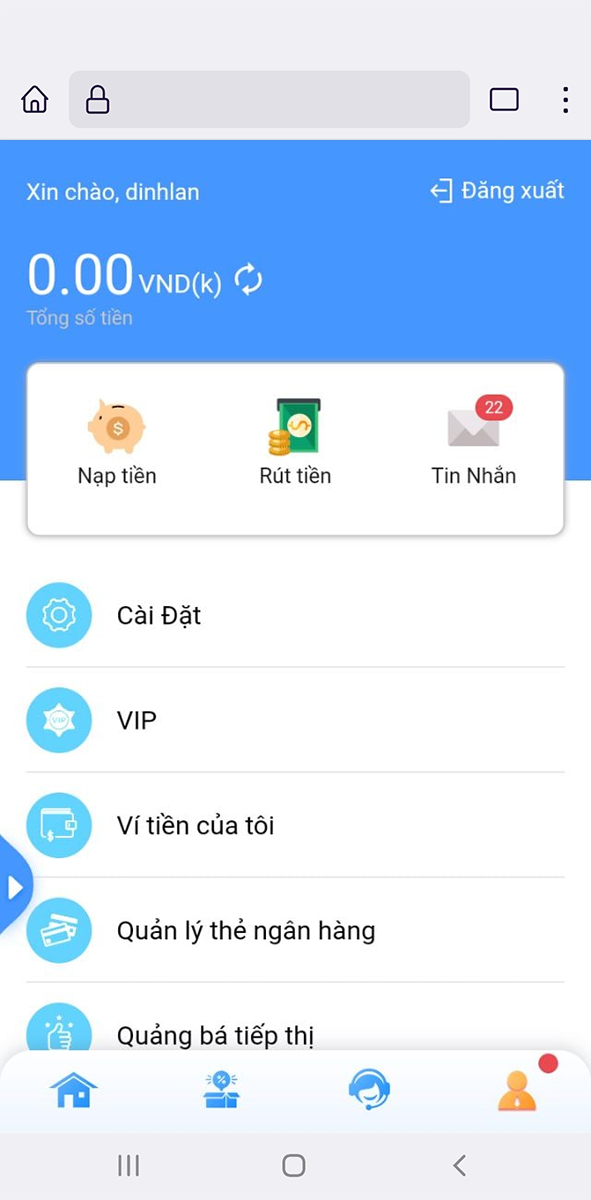 Xin chào, dinhlan
Đăng xuất
0.00 VND(k)
Tổng số tiền
22
Nạp tiền
Rút tiền
Tin Nhắn
Cài Đặt
VIP
VIP
Ví tiền của tôi
Quản lý thẻ ngân hàng
Quảng bá tiếp thị